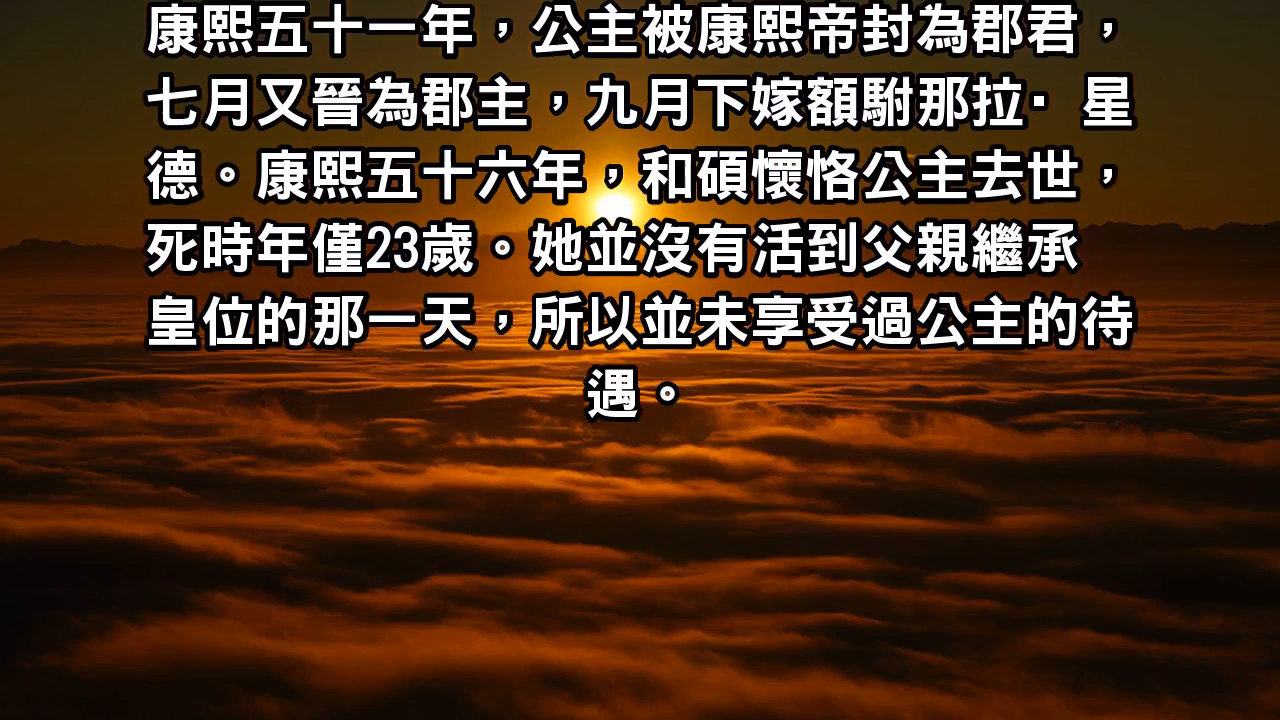 康熙五十一年，公主被康熙帝封為郡君，
七月又晉為郡主，九月下嫁額駙那拉· 星
德。康熙五十六年，和碩懷恪公主去世，
死時年僅23歲。她並沒有活到父親繼承
皇位的那一天，所以並未享受過公主的待
遇。